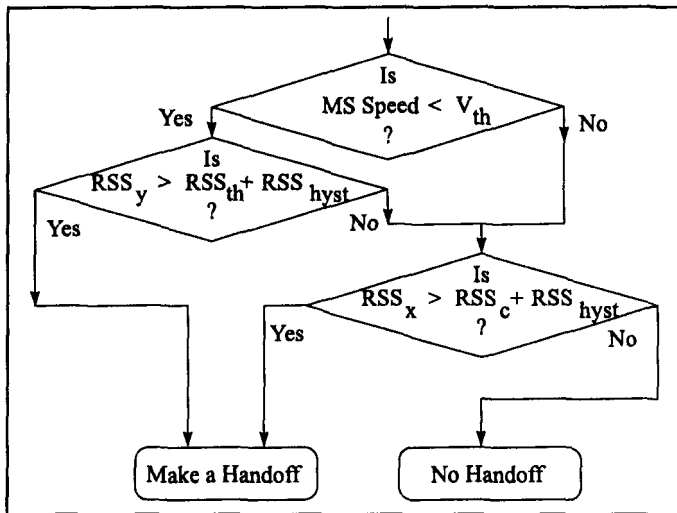 Is
MS Speed < V_th
?
Yes
No
Is
RSS_y > RSS_th + RSS_hyst
?
Yes
No
Is
RSS_x > RSS_c + RSS_hyst
?
Yes
No
Make a Handoff
No Handoff